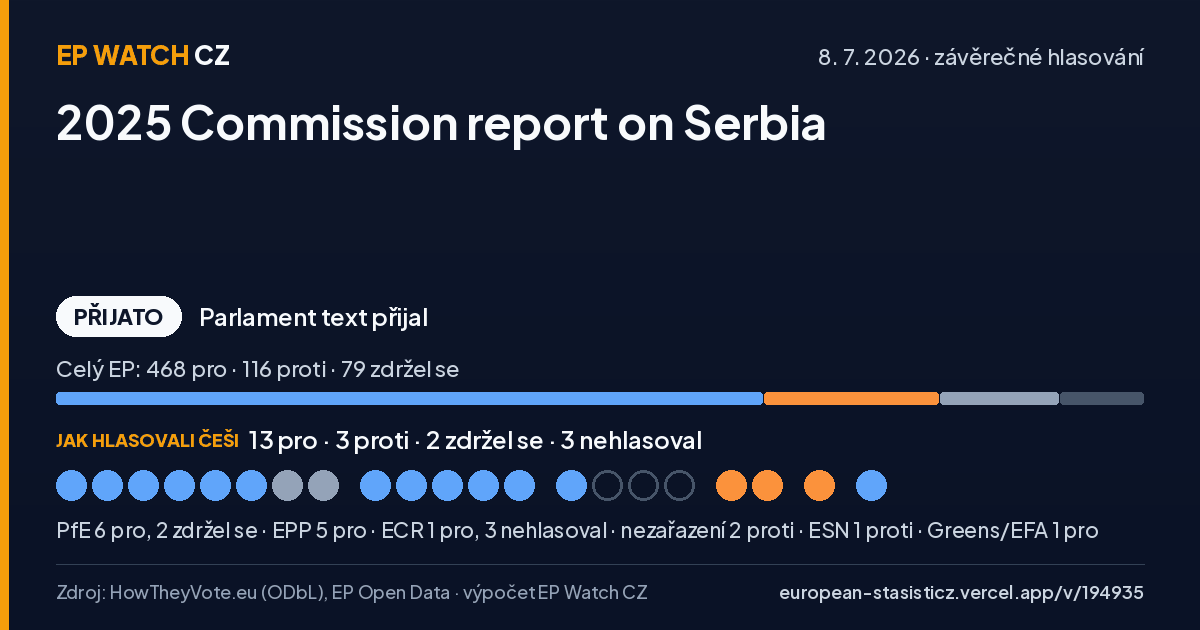 EP WATCH CZ
8. 7. 2026 · závěrečné hlasování
2025 Commission report on Serbia
PŘIJATO Parlament text přijal
Celý EP: 468 pro · 116 proti · 79 zdržel se
JAK HLASOVALI ČEŠI 13 pro · 3 proti · 2 zdržel se · 3 nehlasoval
PfE 6 pro, 2 zdržel se · EPP 5 pro · ECR 1 pro, 3 nehlasoval · nezařazení 2 proti · ESN 1 proti · Greens/EFA 1 pro
Zdroj: HowTheyVote.eu (ODbL), EP Open Data · výpočet EP Watch CZ
european-stasisticz.vercel.app/v/194935